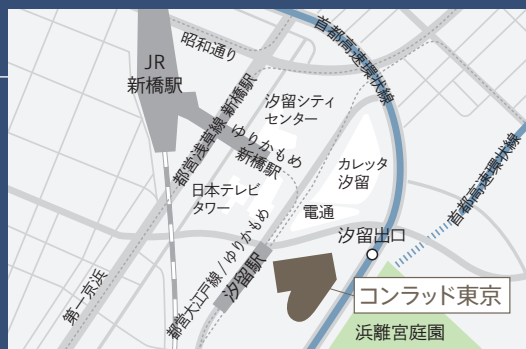 昭和通り
JR
新橋駅
首都高速環状線
都営浅草線 新橋駅
汐留シティ
センター
ゆりかもめ
新橋駅
カレッタ
汐留
首都高速環状線
日本テレビ
タワー
電通
汐留出口
第一京浜
都営大江戸線 / ゆりかもめ
汐留駅
コンラッド東京
浜離宮庭園